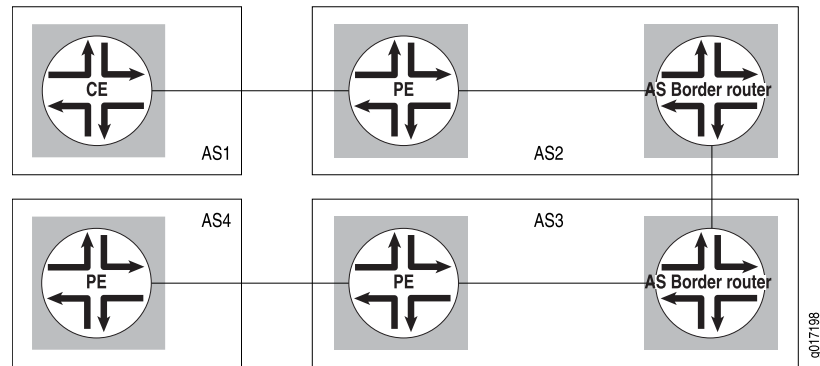 CE
PE
AS Border router
AS1
AS2
AS4
AS3
PE
PE
AS Border router
g017198